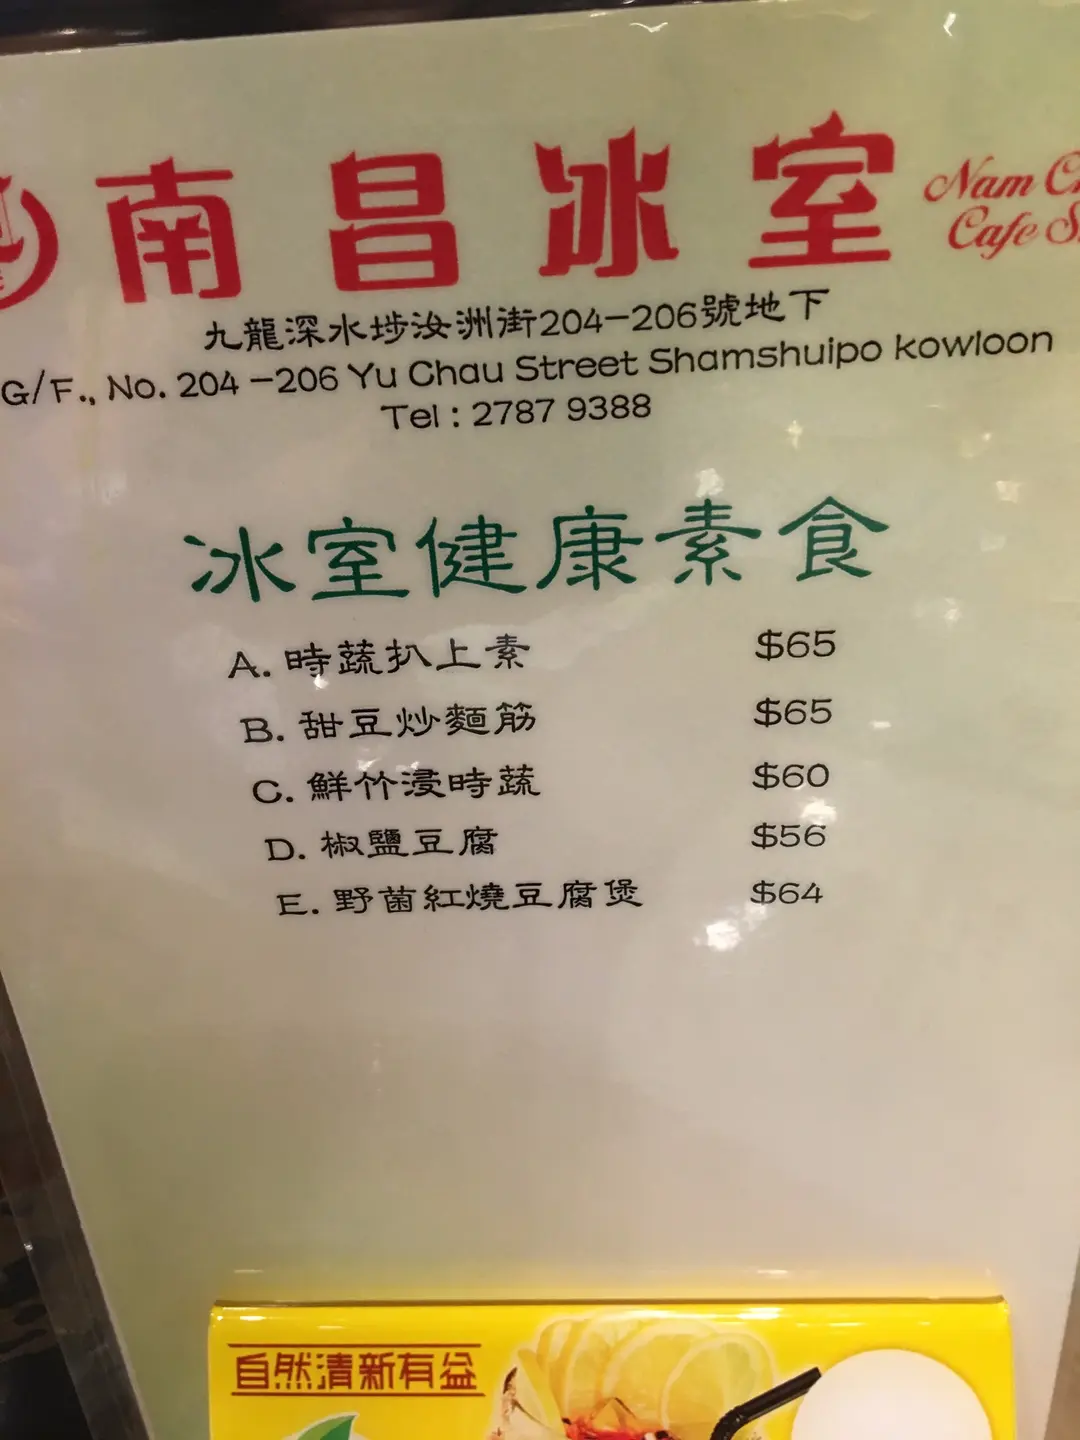 南昌冰室
Nam C
Cafe S
九龍深水埗汝洲街204-206號地下
G/F., No. 204 -206 Yu Chau Street Shamshuipo kowloon
Tel : 2787 9388
冰室健康素食
A. 時蔬扒上素 $65
B. 甜豆炒麵筋 $65
C. 鮮竹浸時蔬 $60
D. 椒鹽豆腐 $56
E. 野菌紅燒豆腐煲 $64
自然清新有益